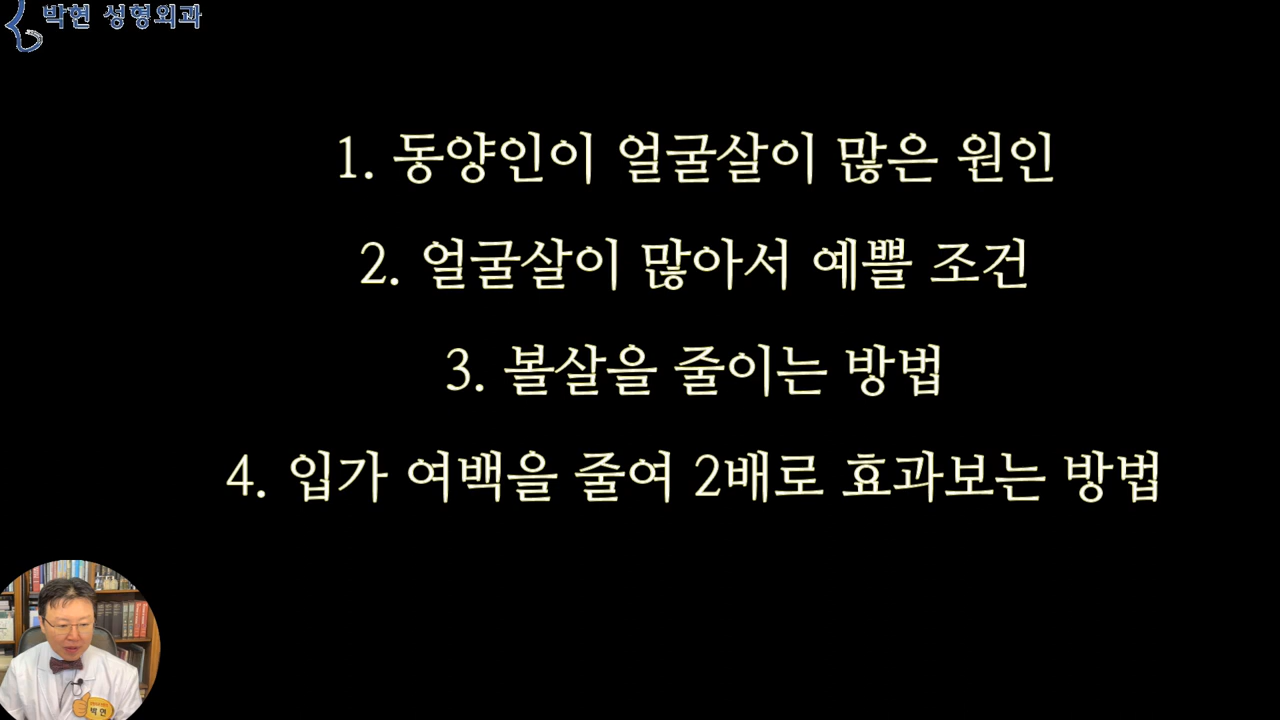 박현 성형외과
1. 동양인이 얼굴살이 많은 원인
2. 얼굴살이 많아서 예쁠 조건
3. 볼살을 줄이는 방법
4. 입가 여백을 줄여 2배로 효과보는 방법
박현